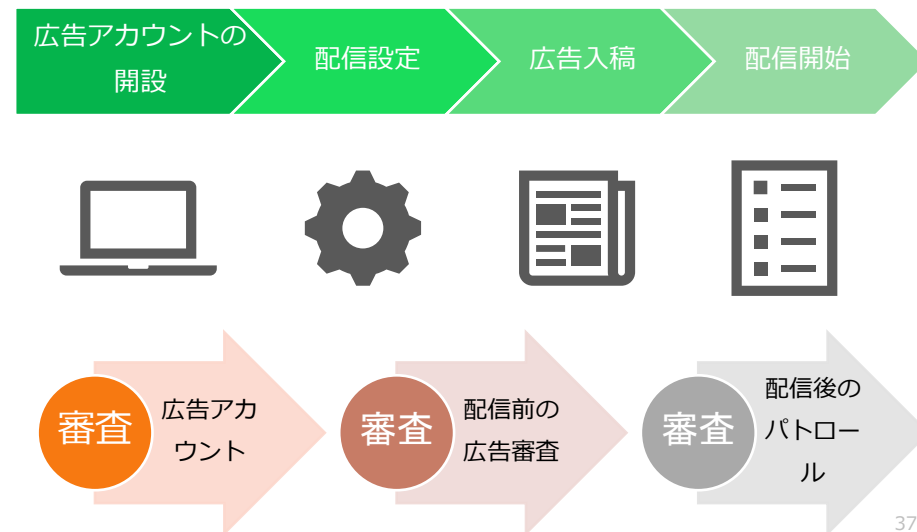 広告アカウントの
開設
配信設定
広告入稿
配信開始
審査
広告アカ
ウント
審査
配信前の
広告審査
審査
配信後の
パトロー
ル
37